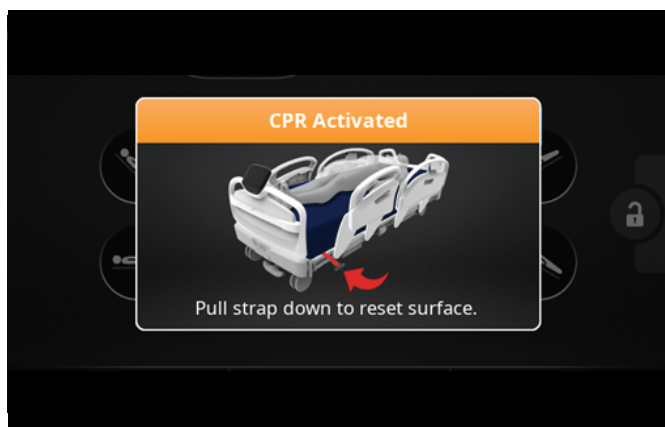 CPR Activated
Pull strap down to reset surface.